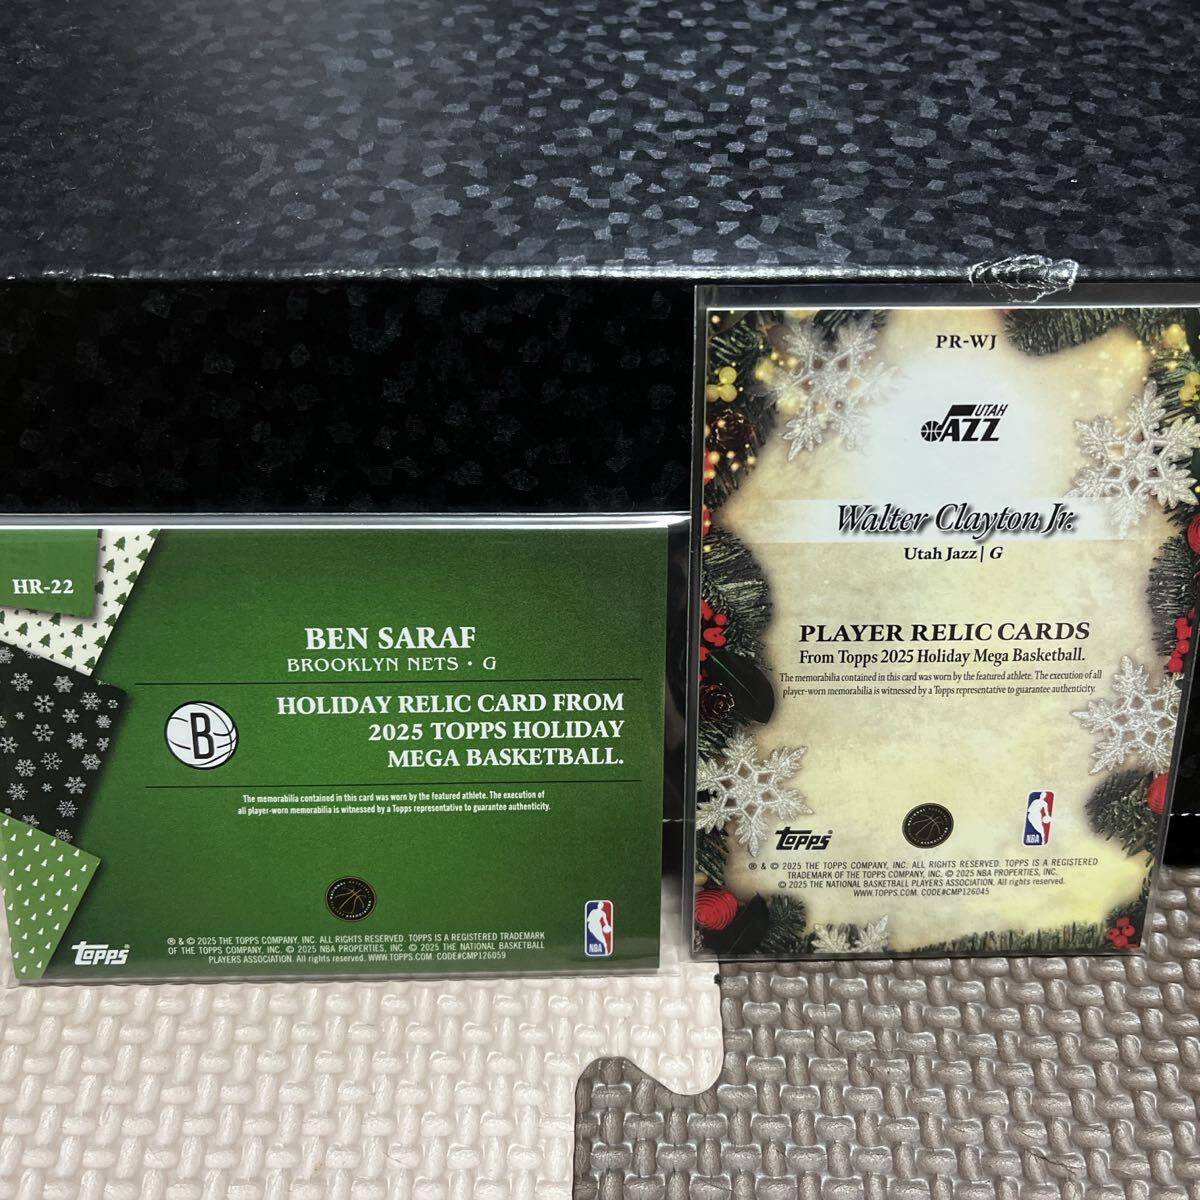 HR-22
BEN SARAF
BROOKLYN NETS • G
B
HOLIDAY RELIC CARD FROM
2025 TOPPS HOLIDAY
MEGA BASKETBALL.
The memorabilia contained in this card was worn by the featured athlete. The execution of
all player-worn memorabilia is witnessed by a Topps representative to guarantee authenticity.
topps
NBA
® & © 2025 THE TOPPS COMPANY, INC. ALL RIGHTS RESERVED. TOPPS IS A REGISTERED TRADEMARK
OF THE TOPPS COMPANY, INC. © 2025 NBA PROPERTIES, INC. © 2025 THE NATIONAL BASKETBALL
PLAYERS ASSOCIATION. All rights reserved. WWW.TOPPS.COM. CODE#CMP126059
PR-WJ
UTAH
JAZZ
Walter Clayton Jr.
Utah Jazz | G
PLAYER RELIC CARDS
From Topps 2025 Holiday Mega Basketball.
The memorabilia contained in this card was worn by the featured athlete. The execution of all
player-worn memorabilia is witnessed by a Topps representative to guarantee authenticity.
topps
NBA
® & © 2025 THE TOPPS COMPANY, INC. ALL RIGHTS RESERVED. TOPPS IS A REGISTERED
TRADEMARK OF THE TOPPS COMPANY, INC. © 2025 NBA PROPERTIES, INC.
© 2025 THE NATIONAL BASKETBALL PLAYERS ASSOCIATION. All rights reserved.
WWW.TOPPS.COM. CODE#CMP126045